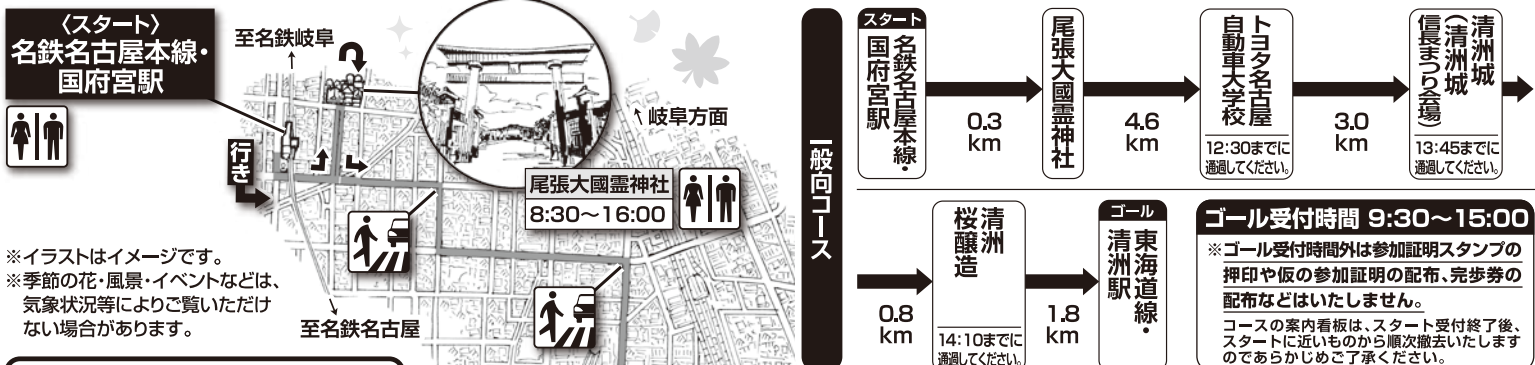 〈スタート〉
名鉄名古屋本線・
国府宮駅
至名鉄岐阜
行き
岐阜方面
尾張大國霊神社
8:30～16:00
※イラストはイメージです。
※季節の花・風景・イベントなどは、
気象状況等によりご覧いただけ
ない場合があります。
至名鉄名古屋
一般向コース
スタート
名鉄名古屋本線・
国府宮駅
0.3
km
尾張大國霊神社
4.6
km
トヨタ名古屋
自動車大学校
12:30までに
通過してください。
3.0
km
清洲城
(清洲城
信長まつり会場)
13:45までに
通過してください。
0.8
km
清洲
桜醸造
14:10までに
通過してください。
1.8
km
ゴール
東海道線・
清洲駅
ゴール受付時間 9:30～15:00
※ゴール受付時間外は参加証明スタンプの
押印や仮の参加証明の配布、完歩券の
配布などはいたしません。
コースの案内看板は、スタート受付終了後、
スタートに近いものから順次撤去いたします
のであらかじめご了承ください。